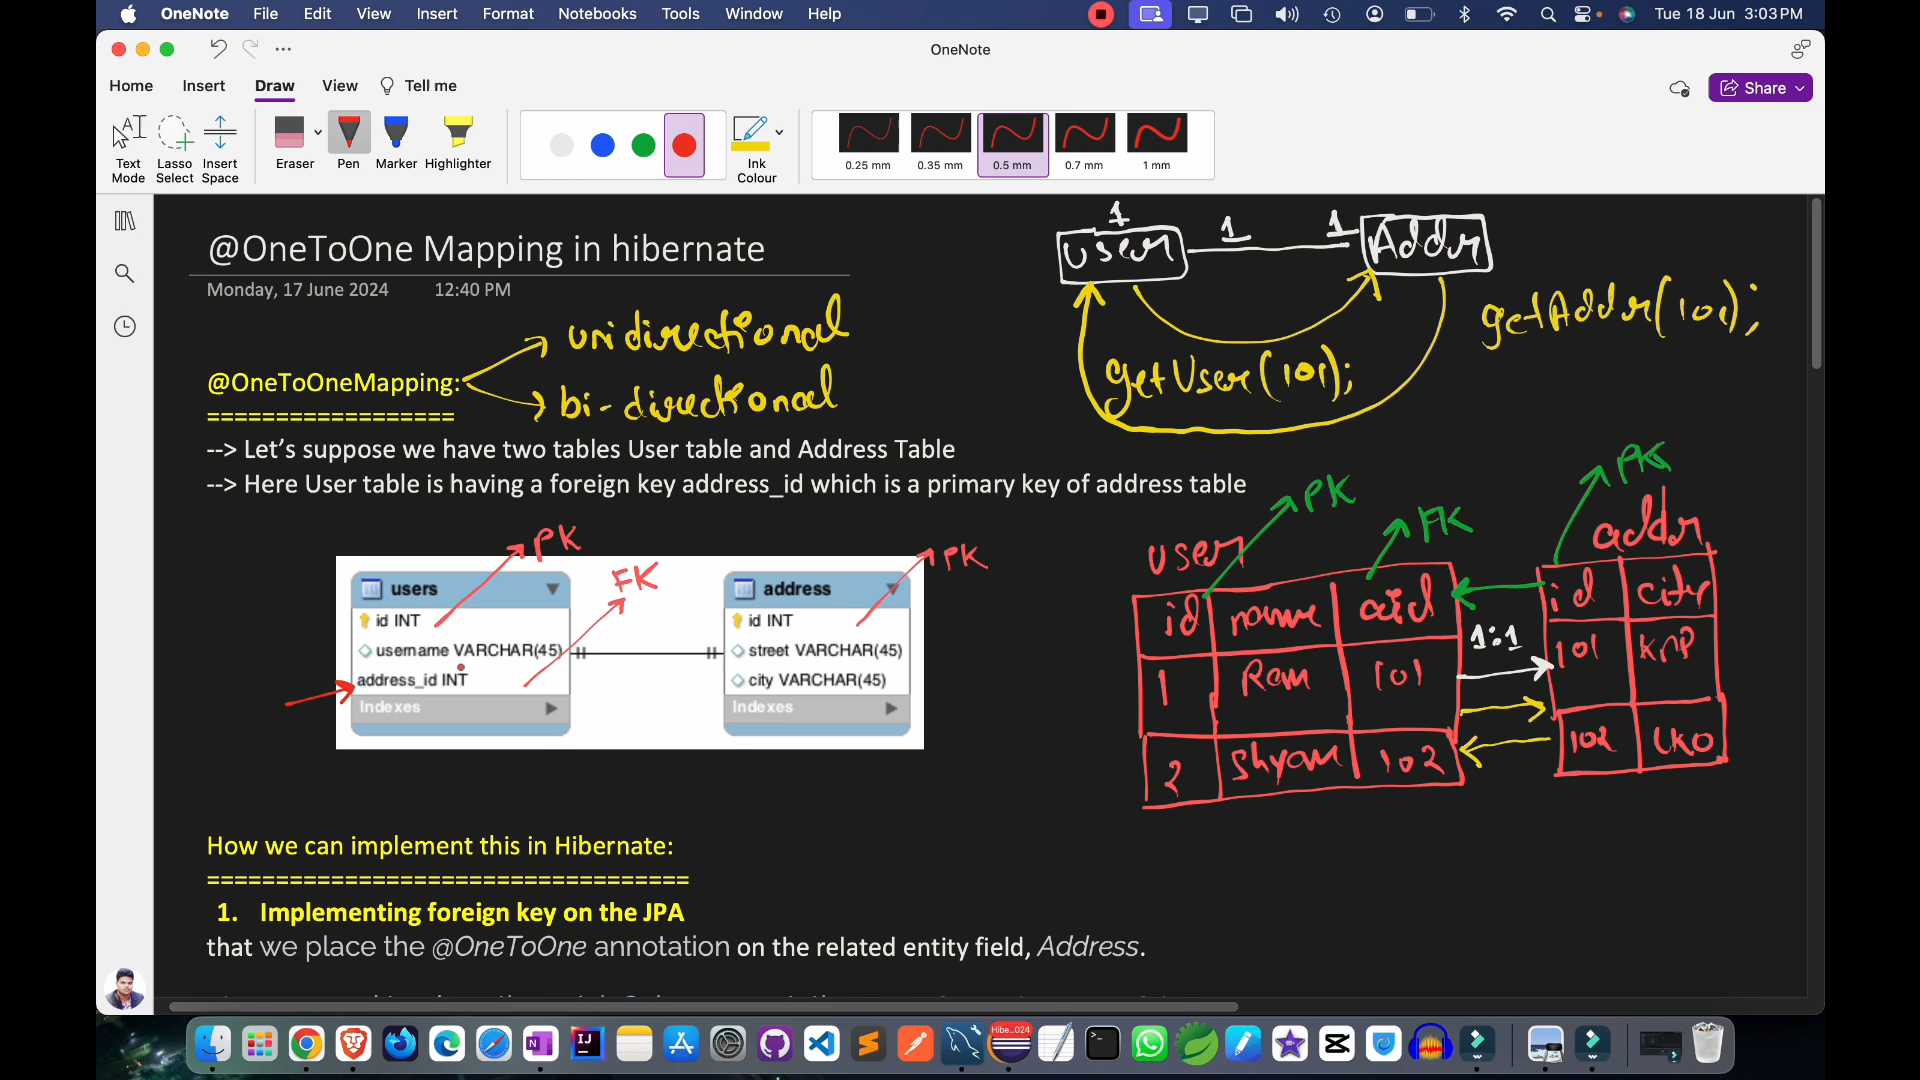 OneNote File Edit View Insert Format Notebooks Tools Window Help Tue 18 Jun 3:03 PM
OneNote
Home Insert Draw View Tell me Share
Text Mode
Lasso Select
Insert Space
Eraser
Pen
Marker
Highlighter
Ink Colour
0.25 mm
0.35 mm
0.5 mm
0.7 mm
1 mm
@OneToOne Mapping in hibernate
Monday, 17 June 2024 12:40 PM
1
User 1 1 Addr
getAddr(101);
getUser(101);
unidirectional
@OneToOneMapping:
bi-directional
==================
--> Let's suppose we have two tables User table and Address Table
--> Here User table is having a foreign key address_id which is a primary key of address table
PK
FK
PK
users
id INT
username VARCHAR(45)
address_id INT
Indexes
address
id INT
street VARCHAR(45)
city VARCHAR(45)
Indexes
PK
FK
PK
user
id name aid
1 Ram 101
2 Shyam 102
1:1
addr
id city
101 KNP
102 LKO
How we can implement this in Hibernate:
===================================
1. Implementing foreign key on the JPA
that we place the @OneToOne annotation on the related entity field, Address.
Hibe...024